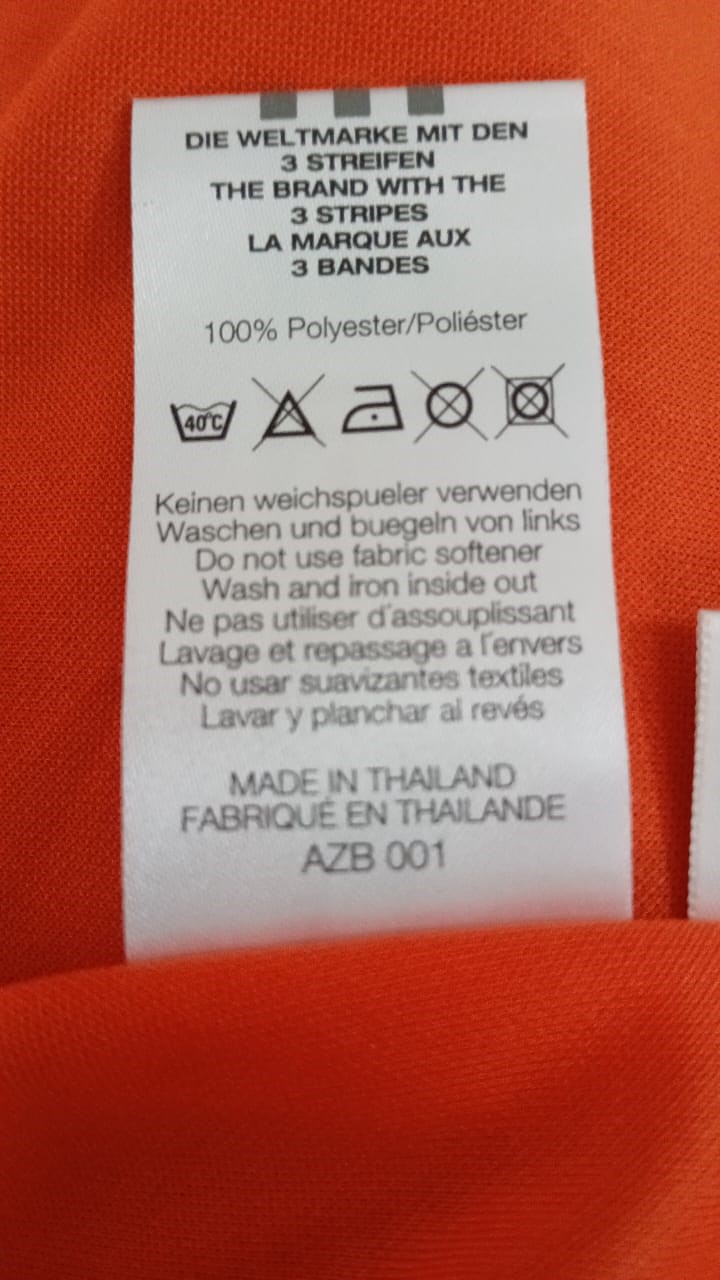 DIE WELTMARKE MIT DEN
3 STREIFEN
THE BRAND WITH THE
3 STRIPES
LA MARQUE AUX
3 BANDES
100% Polyester/Poliéster
40°C
Keinen weichspueler verwenden
Waschen und buegeln von links
Do not use fabric softener
Wash and iron inside out
Ne pas utiliser d'assouplissant
Lavage et repassage a l'envers
No usar suavizantes textiles
Lavar y planchar al revés
MADE IN THAILAND
FABRIQUÉ EN THAILANDE
AZB 001